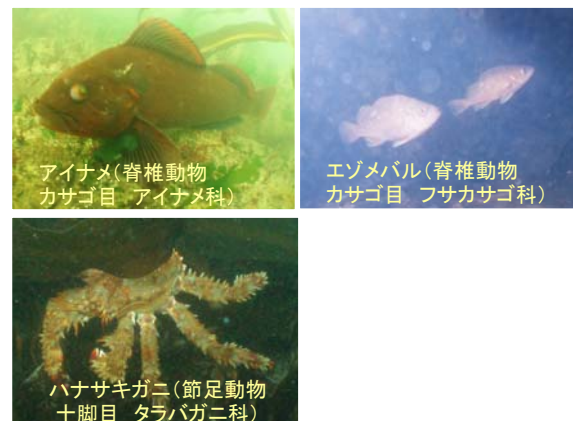 アイナメ(脊椎動物
カサゴ目　アイナメ科)
エゾメバル(脊椎動物
カサゴ目　フサカサゴ科)
ハナサキガニ(節足動物
十脚目　タラバガニ科)